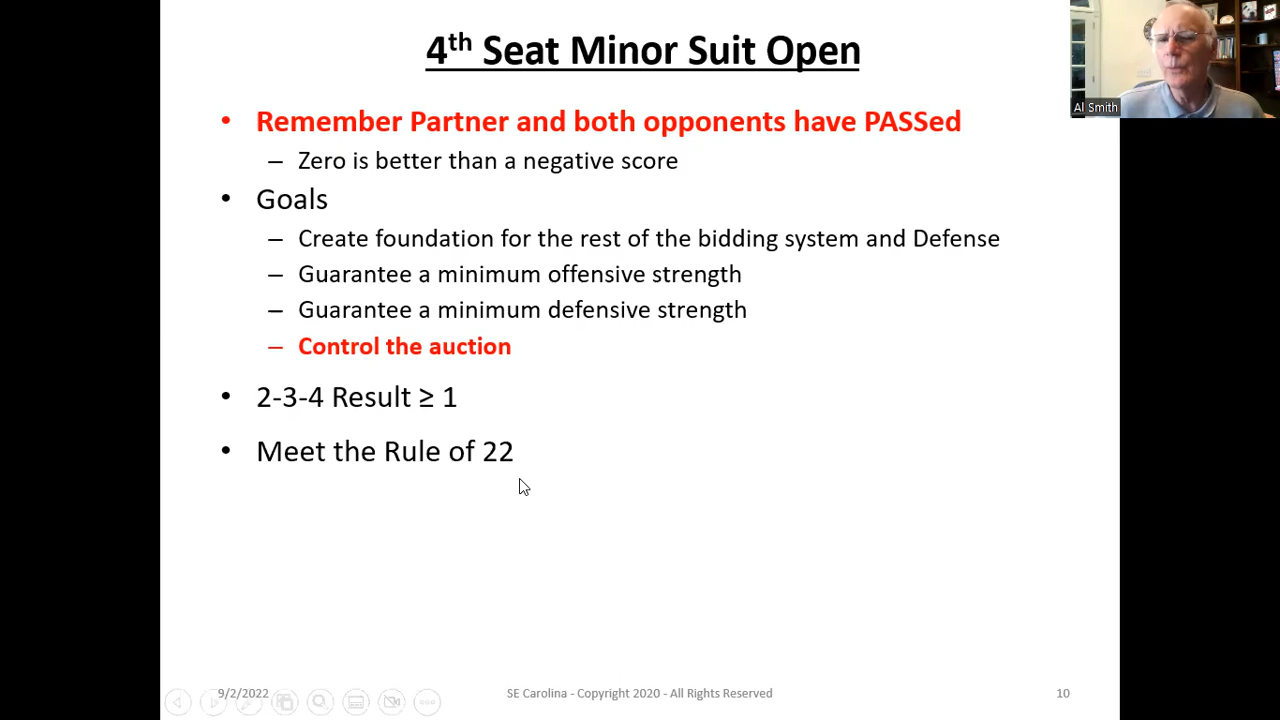 4th Seat Minor Suit Open
Al Smith
• Remember Partner and both opponents have PASSed
– Zero is better than a negative score
• Goals
– Create foundation for the rest of the bidding system and Defense
– Guarantee a minimum offensive strength
– Guarantee a minimum defensive strength
– Control the auction
• 2-3-4 Result ≥ 1
• Meet the Rule of 22
9/2/2022
SE Carolina - Copyright 2020 - All Rights Reserved
10